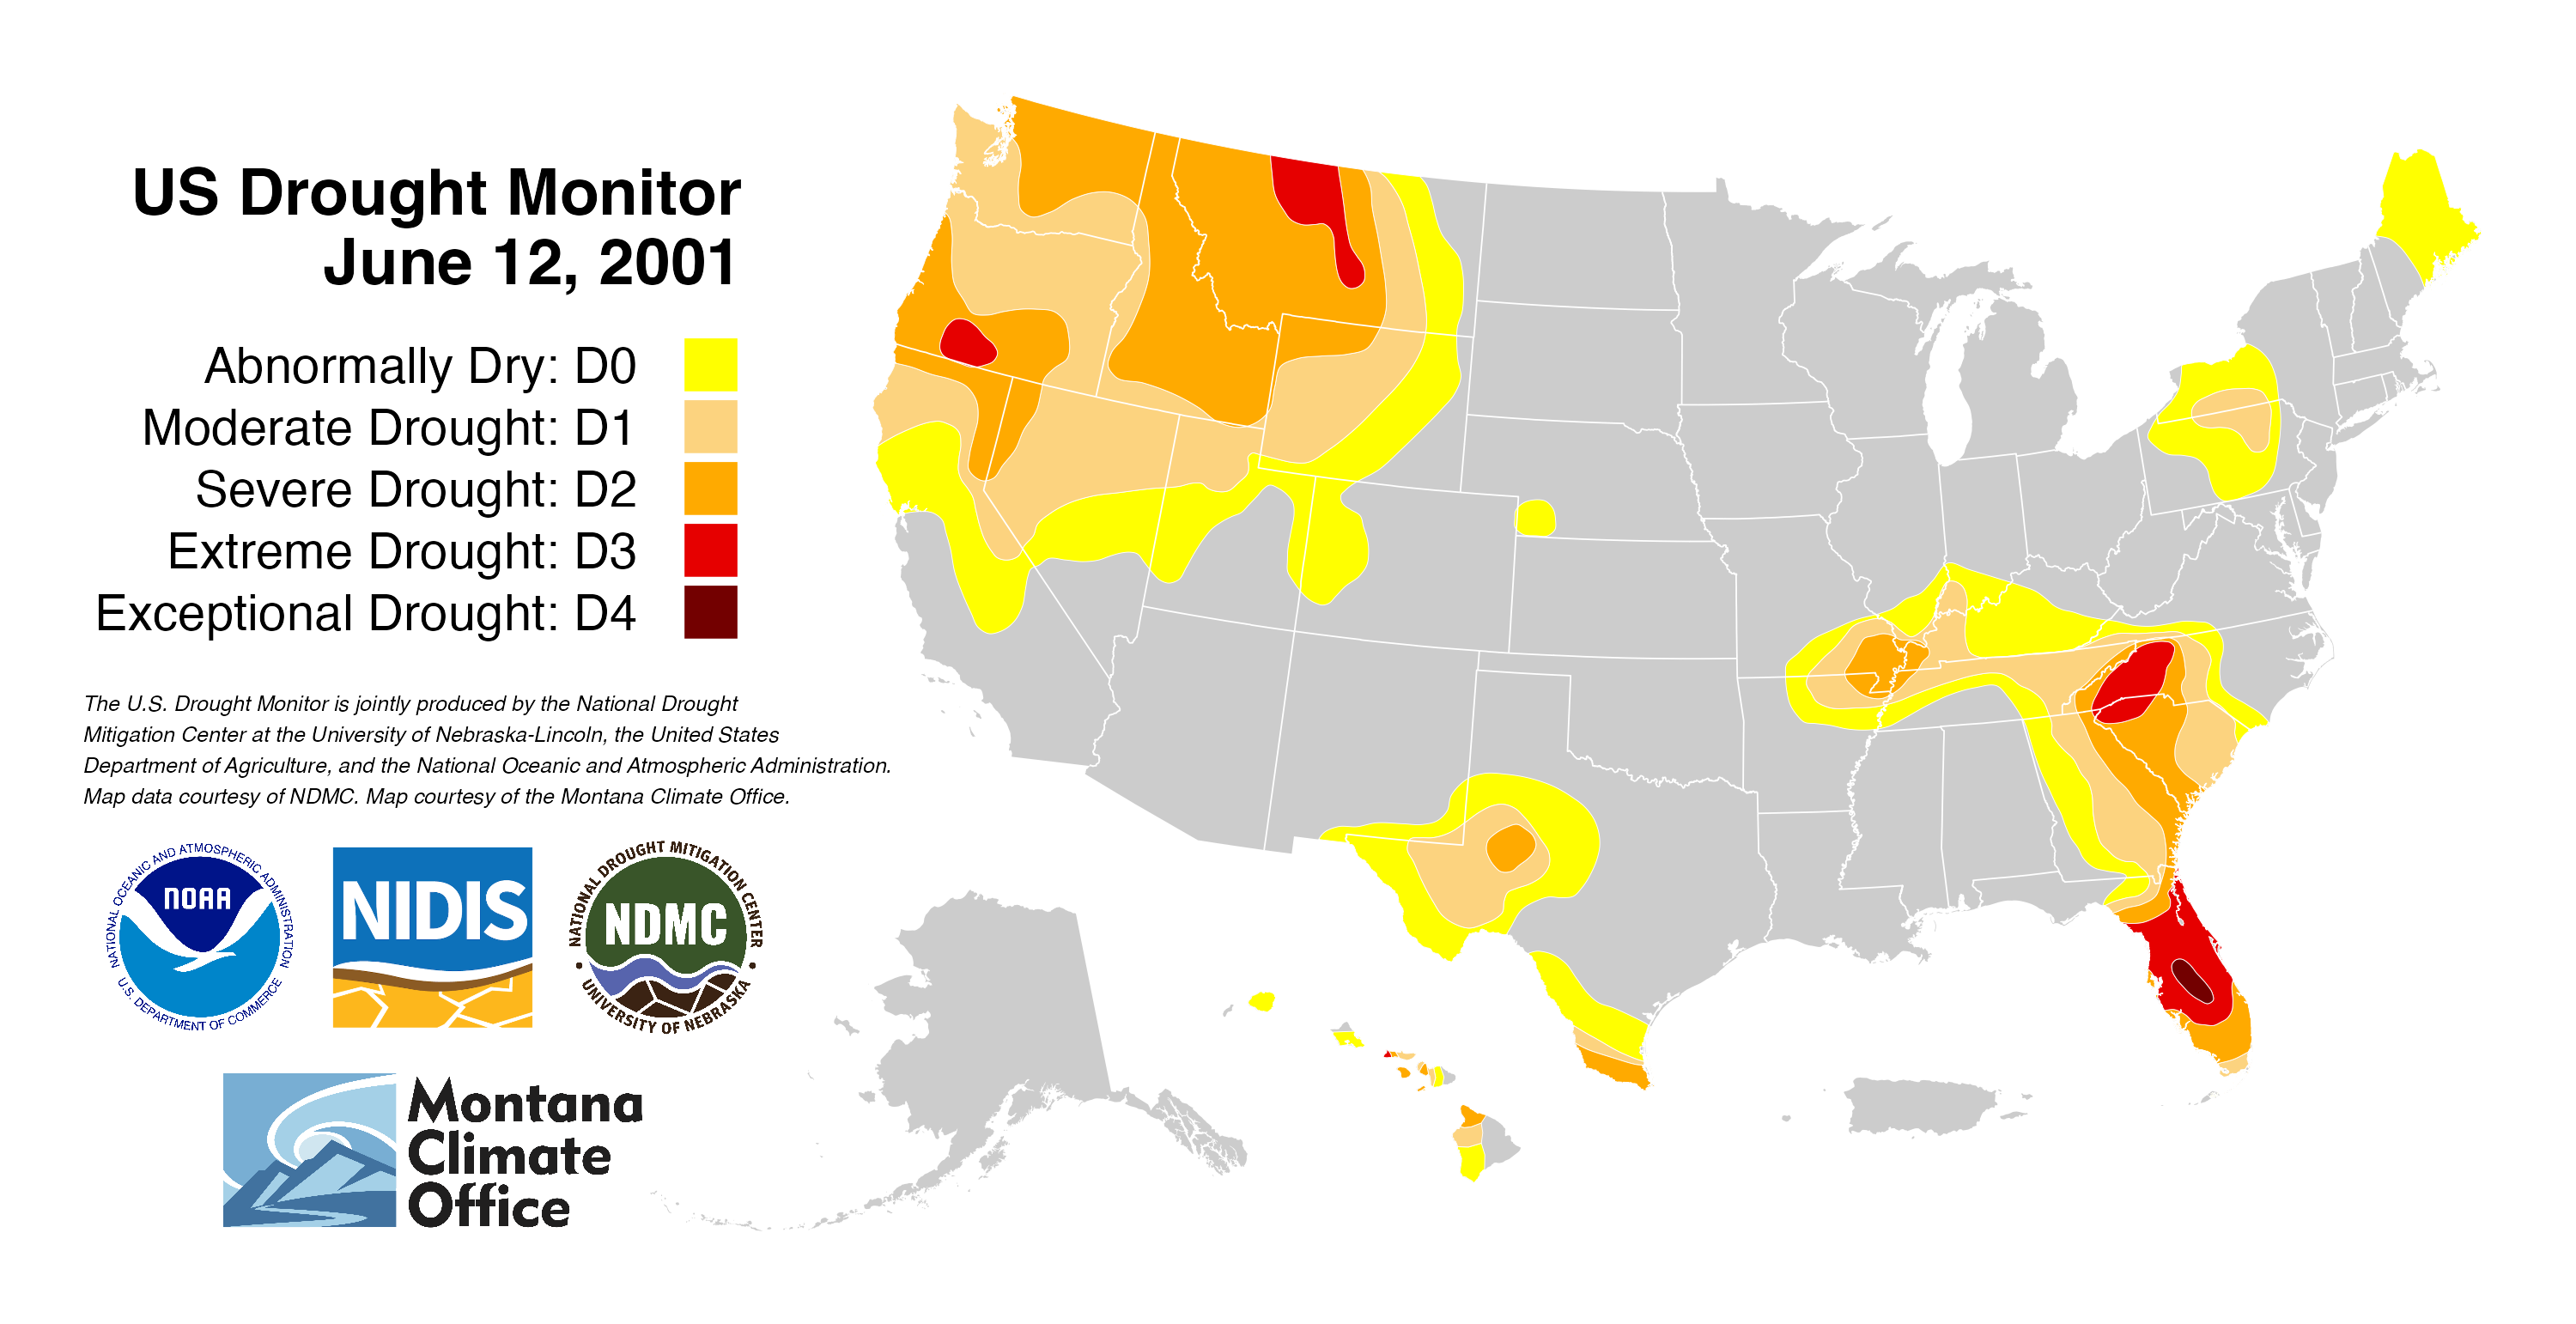 US Drought Monitor
June 12, 2001
Abnormally Dry: D0
Moderate Drought: D1
Severe Drought: D2
Extreme Drought: D3
Exceptional Drought: D4
The U.S. Drought Monitor is jointly produced by the National Drought
Mitigation Center at the University of Nebraska-Lincoln, the United States
Department of Agriculture, and the National Oceanic and Atmospheric Administration.
Map data courtesy of NDMC. Map courtesy of the Montana Climate Office.
NATIONAL OCEANIC AND ATMOSPHERIC ADMINISTRATION
NOAA
U.S. DEPARTMENT OF COMMERCE
NIDIS
NATIONAL DROUGHT MITIGATION CENTER
NDMC
UNIVERSITY OF NEBRASKA
Montana
Climate
Office